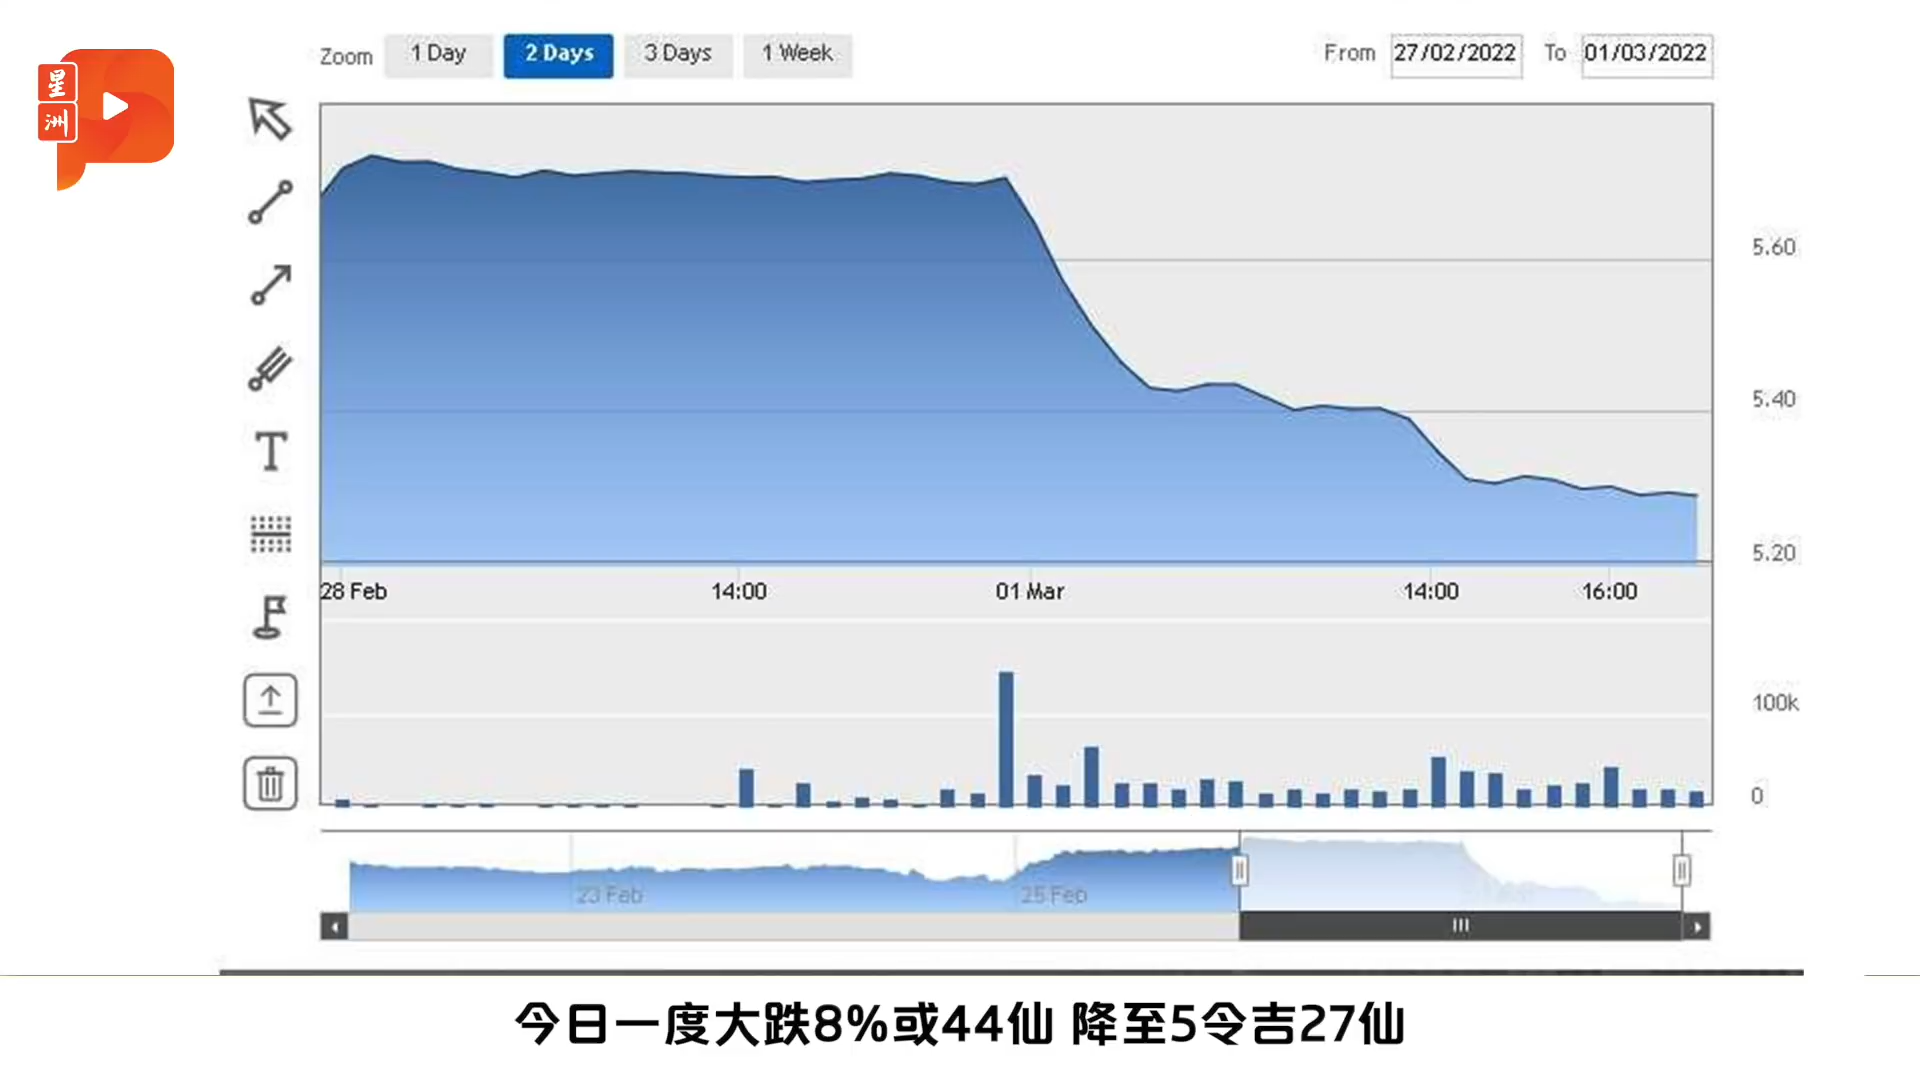 星洲
Zoom 1 Day 2 Days 3 Days 1 Week From 27/02/2022 To 01/03/2022
5.60
5.40
5.20
28 Feb 14:00 01 Mar 14:00 16:00
100k
0
23 Feb 25 Feb
今日一度大跌8%或44仙 降至5令吉27仙